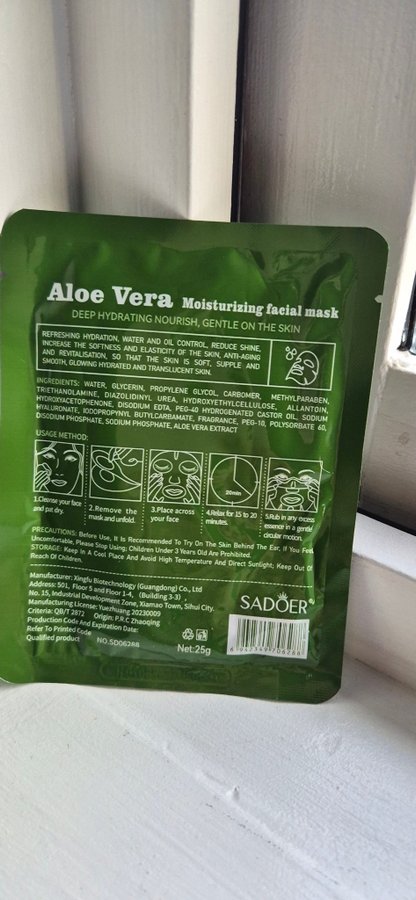 Aloe Vera Moisturizing facial mask
DEEP HYDRATING NOURISH, GENTLE ON THE SKIN
REFRESHING HYDRATION, WATER AND OIL CONTROL, REDUCE SHINE,
INCREASE THE SOFTNESS AND ELASTICITY OF THE SKIN, ANTI-AGING
AND REVITALISATION, SO THAT THE SKIN IS SOFT, SUPPLE AND
SMOOTH, GLOWING HYDRATED AND TRANSLUCENT SKIN.
INGREDIENTS: WATER, GLYCERIN, PROPYLENE GLYCOL, CARBOMER, METHYLPARABEN,
TRIETHANOLAMINE, DIAZOLIDINYL UREA, HYDROXYETHYLCELLULOSE, ALLANTOIN,
HYDROXYACETOPHENONE, DISODIUM EDTA, PEG-40 HYDROGENATED CASTOR OIL, SODIUM
HYALURONATE, IODOPROPYNYL BUTYLCARBAMATE, FRAGRANCE, PEG-10, POLYSORBATE 60,
DISODIUM PHOSPHATE, SODIUM PHOSPHATE, ALOE VERA EXTRACT
USAGE METHOD:
20min
1.Cleanse your face
and pat dry.
2.Remove the
mask and unfold.
3.Place across
your face
4.Relax for 15 to 20
minutes.
5.Rub in any excess
essence in a gentle
circular motion.
PRECAUTIONS: Before Use, It Is Recommended To Try On The Skin Behind The Ear, If You Feel
Uncomfortable, Please Stop Using; Children Under 3 Years Old Are Prohibited.
STORAGE: Keep In A Cool Place And Avoid High Temperature And Direct Sunlight; Keep Out Of
Reach Of Children.
Manufacturer: Xingfu Biotechnology (Guangdong) Co., Ltd
Address: 501, Floor 5 and Floor 1-4, (Building 3-3),
No. 15, Industrial Development Zone, Xiamao Town, Sihui City.
Manufacturing License: Yuezhuang 20220009
Criteria: QB/T 2872 Origin: P.R.C Zhaoqing
Production Code And Expiration Date:
Refer To Printed Code
Qualified product NO.SD06288
Net:25g
SADOER